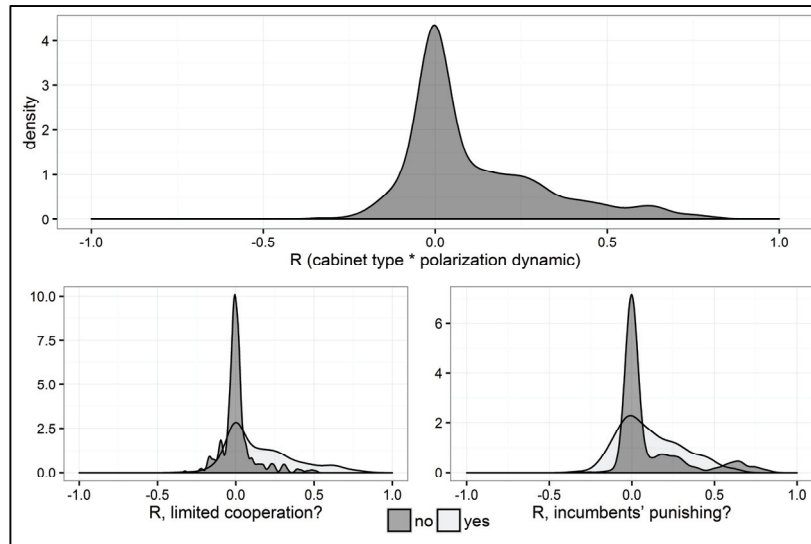 density
4
3
2
1
0
-1.0 -0.5 0.0 0.5 1.0
R (cabinet type * polarization dynamic)
10.0
7.5
5.0
2.5
0.0
-1.0 -0.5 0.0 0.5 1.0
R, limited cooperation?
6
4
2
0
-1.0 -0.5 0.0 0.5 1.0
R, incumbents' punishing?
no yes